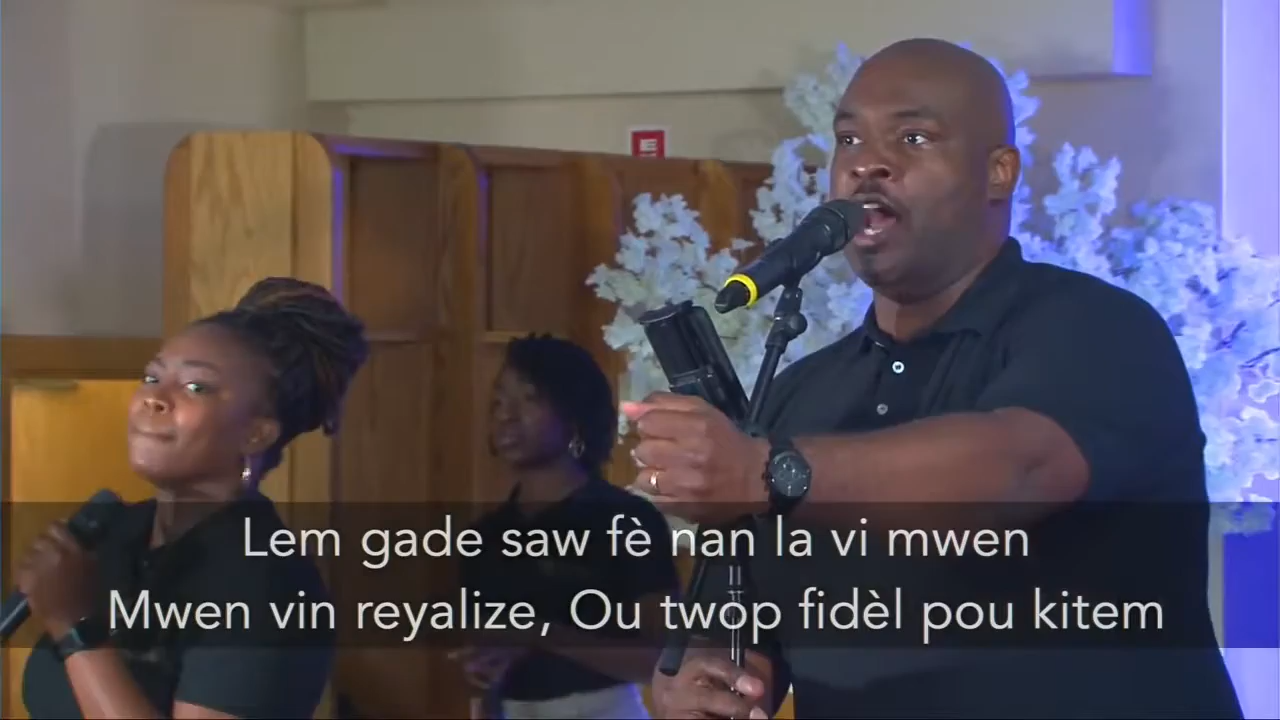 Lem gade saw fè nan la vi mwen
Mwen vin reyalize, Ou twop fidèl pou kitem